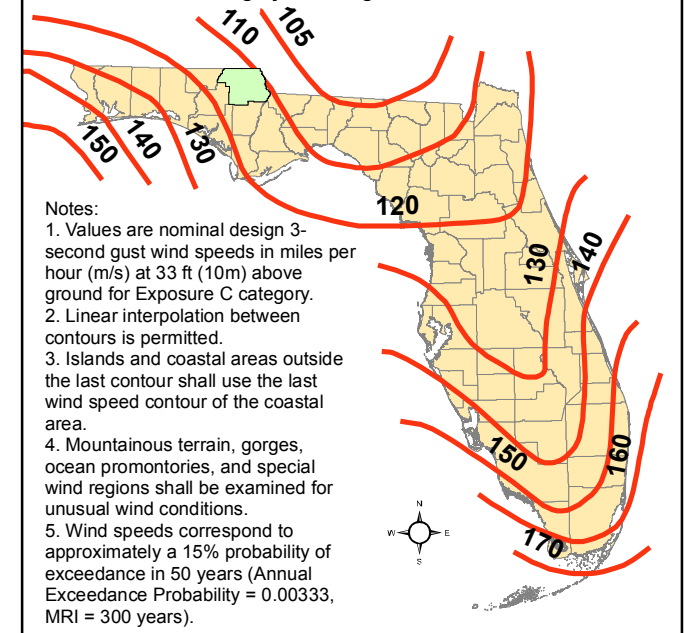 110
105
150
140
130
120
130
140
Notes:
1. Values are nominal design 3-
second gust wind speeds in miles per
hour (m/s) at 33 ft (10m) above
ground for Exposure C category.
2. Linear interpolation between
contours is permitted.
3. Islands and coastal areas outside
the last contour shall use the last
wind speed contour of the coastal
area.
4. Mountainous terrain, gorges,
ocean promontories, and special
wind regions shall be examined for
unusual wind conditions.
5. Wind speeds correspond to
approximately a 15% probability of
exceedance in 50 years (Annual
Exceedance Probability = 0.00333,
MRI = 300 years).
150
160
170
N
W E
S